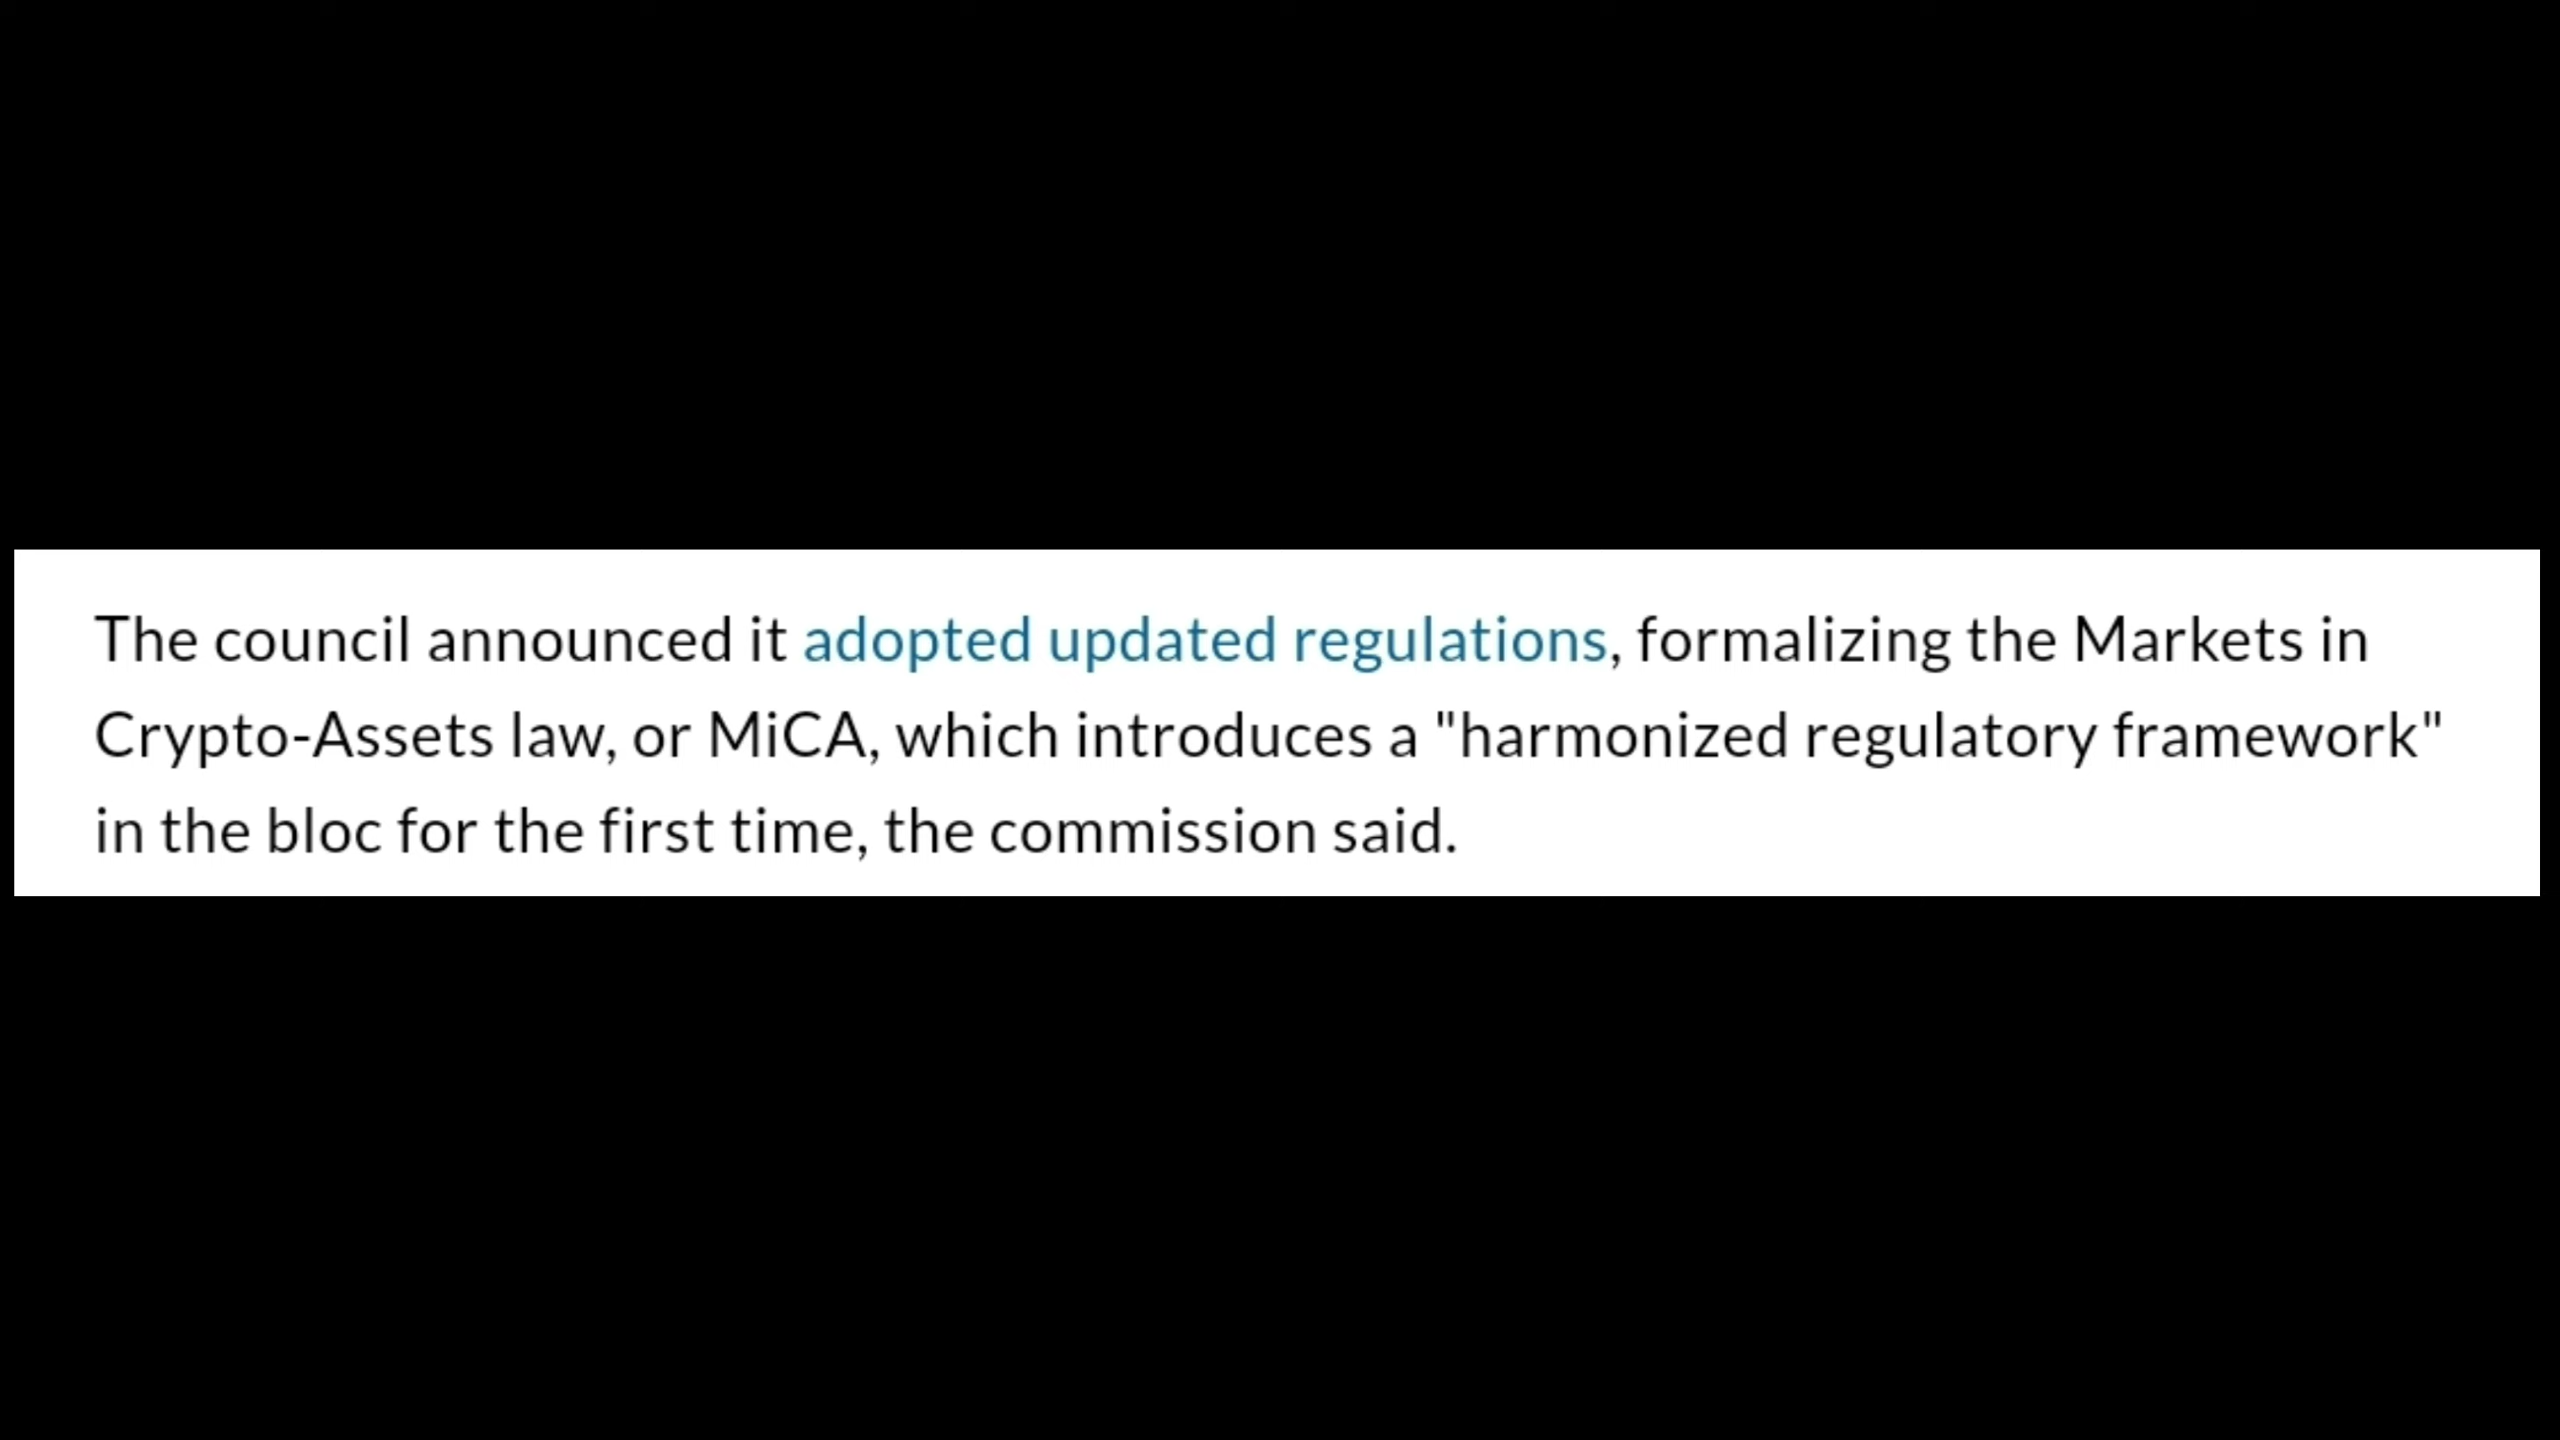 The council announced it adopted updated regulations, formalizing the Markets in
Crypto-Assets law, or MiCA, which introduces a "harmonized regulatory framework"
in the bloc for the first time, the commission said.